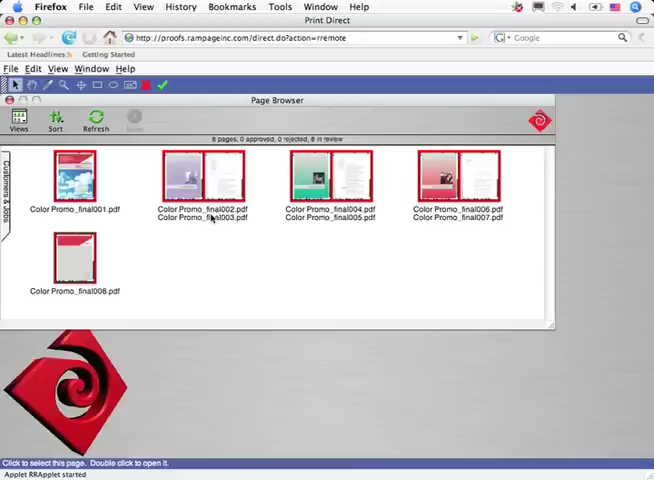 Firefox File Edit View History Bookmarks Tools Window Help
Print Direct
http://proofs.rampageinc.com/direct.do?action=rremote
Google
Latest Headlines Getting Started
File Edit View Window Help
Page Browser
Views Sort Refresh
8 pages, 0 approved, 0 rejected, 8 in review
Customers & Jobs
Color Promo_final001.pdf
Color Promo_final002.pdf
Color Promo_final003.pdf
Color Promo_final004.pdf
Color Promo_final005.pdf
Color Promo_final006.pdf
Color Promo_final007.pdf
Color Promo_final008.pdf
Click to select this page. Double click to open it.
Applet RRApplet started